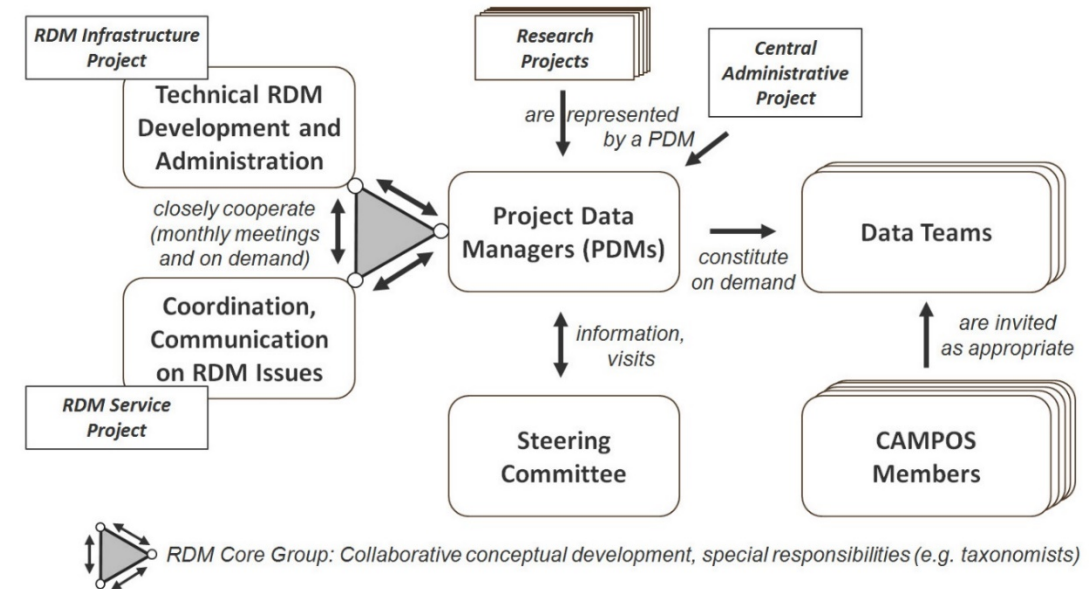 RDM Infrastructure
Project
Technical RDM
Development and
Administration
Research
Projects
Central
Administrative
Project
are represented
by a PDM
closely cooperate
(monthly meetings
and on demand)
Project Data
Managers (PDMs)
constitute
on demand
Data Teams
Coordination,
Communication
on RDM Issues
RDM Service
Project
information,
visits
are invited
as appropriate
Steering
Committee
CAMPOS
Members
RDM Core Group: Collaborative conceptual development, special responsibilities (e.g. taxonomists)